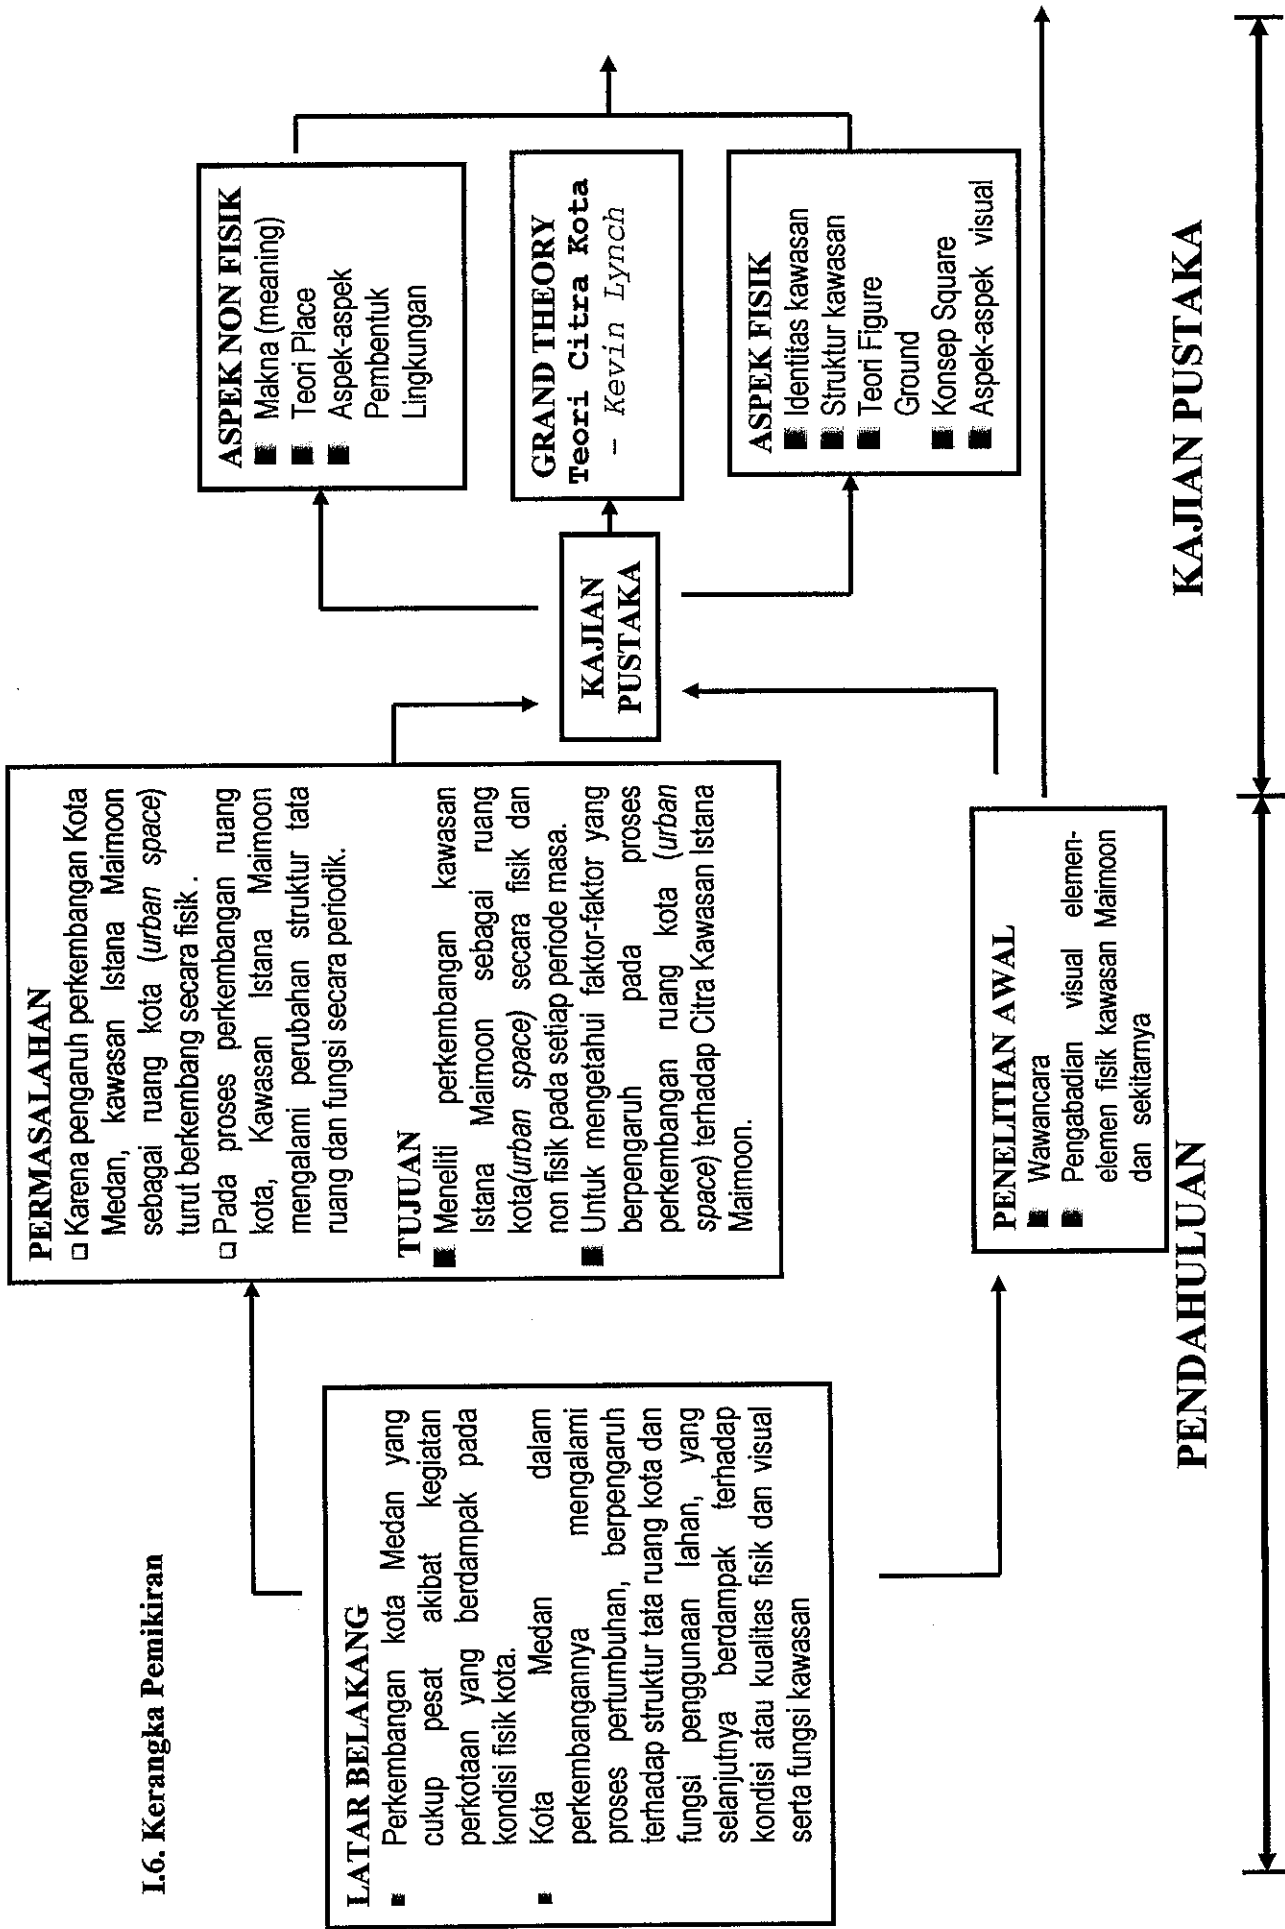 I.6. Kerangka Pemikiran
LATAR BELAKANG
▪ Perkembangan kota Medan yang
cukup pesat akibat kegiatan
perkotaan yang berdampak pada
kondisi fisik kota.
▪ Kota Medan dalam
perkembangannya mengalami
proses pertumbuhan, berpengaruh
terhadap struktur tata ruang kota dan
fungsi penggunaan lahan, yang
selanjutnya berdampak terhadap
kondisi atau kualitas fisik dan visual
serta fungsi kawasan
PERMASALAHAN
□ Karena pengaruh perkembangan Kota
Medan, kawasan Istana Maimoon
sebagai ruang kota (urban space)
turut berkembang secara fisik .
□ Pada proses perkembangan ruang
kota, Kawasan Istana Maimoon
mengalami perubahan struktur tata
ruang dan fungsi secara periodik.
TUJUAN
■ Meneliti perkembangan kawasan
Istana Maimoon sebagai ruang
kota(urban space) secara fisik dan
non fisik pada setiap periode masa.
■ Untuk mengetahui faktor-faktor yang
berpengaruh pada proses
perkembangan ruang kota (urban
space) terhadap Citra Kawasan Istana
Maimoon.
PENELITIAN AWAL
■ Wawancara
■ Pengabadian visual elemen-
elemen fisik kawasan Maimoon
dan sekitarnya
KAJIAN
PUSTAKA
ASPEK NON FISIK
■ Makna (meaning)
■ Teori Place
■ Aspek-aspek
Pembentuk
Lingkungan
GRAND THEORY
Teori Citra Kota
– Kevin Lynch
ASPEK FISIK
■ Identitas kawasan
■ Struktur kawasan
■ Teori Figure
Ground
■ Konsep Square
■ Aspek-aspek visual
PENDAHULUAN
KAJIAN PUSTAKA